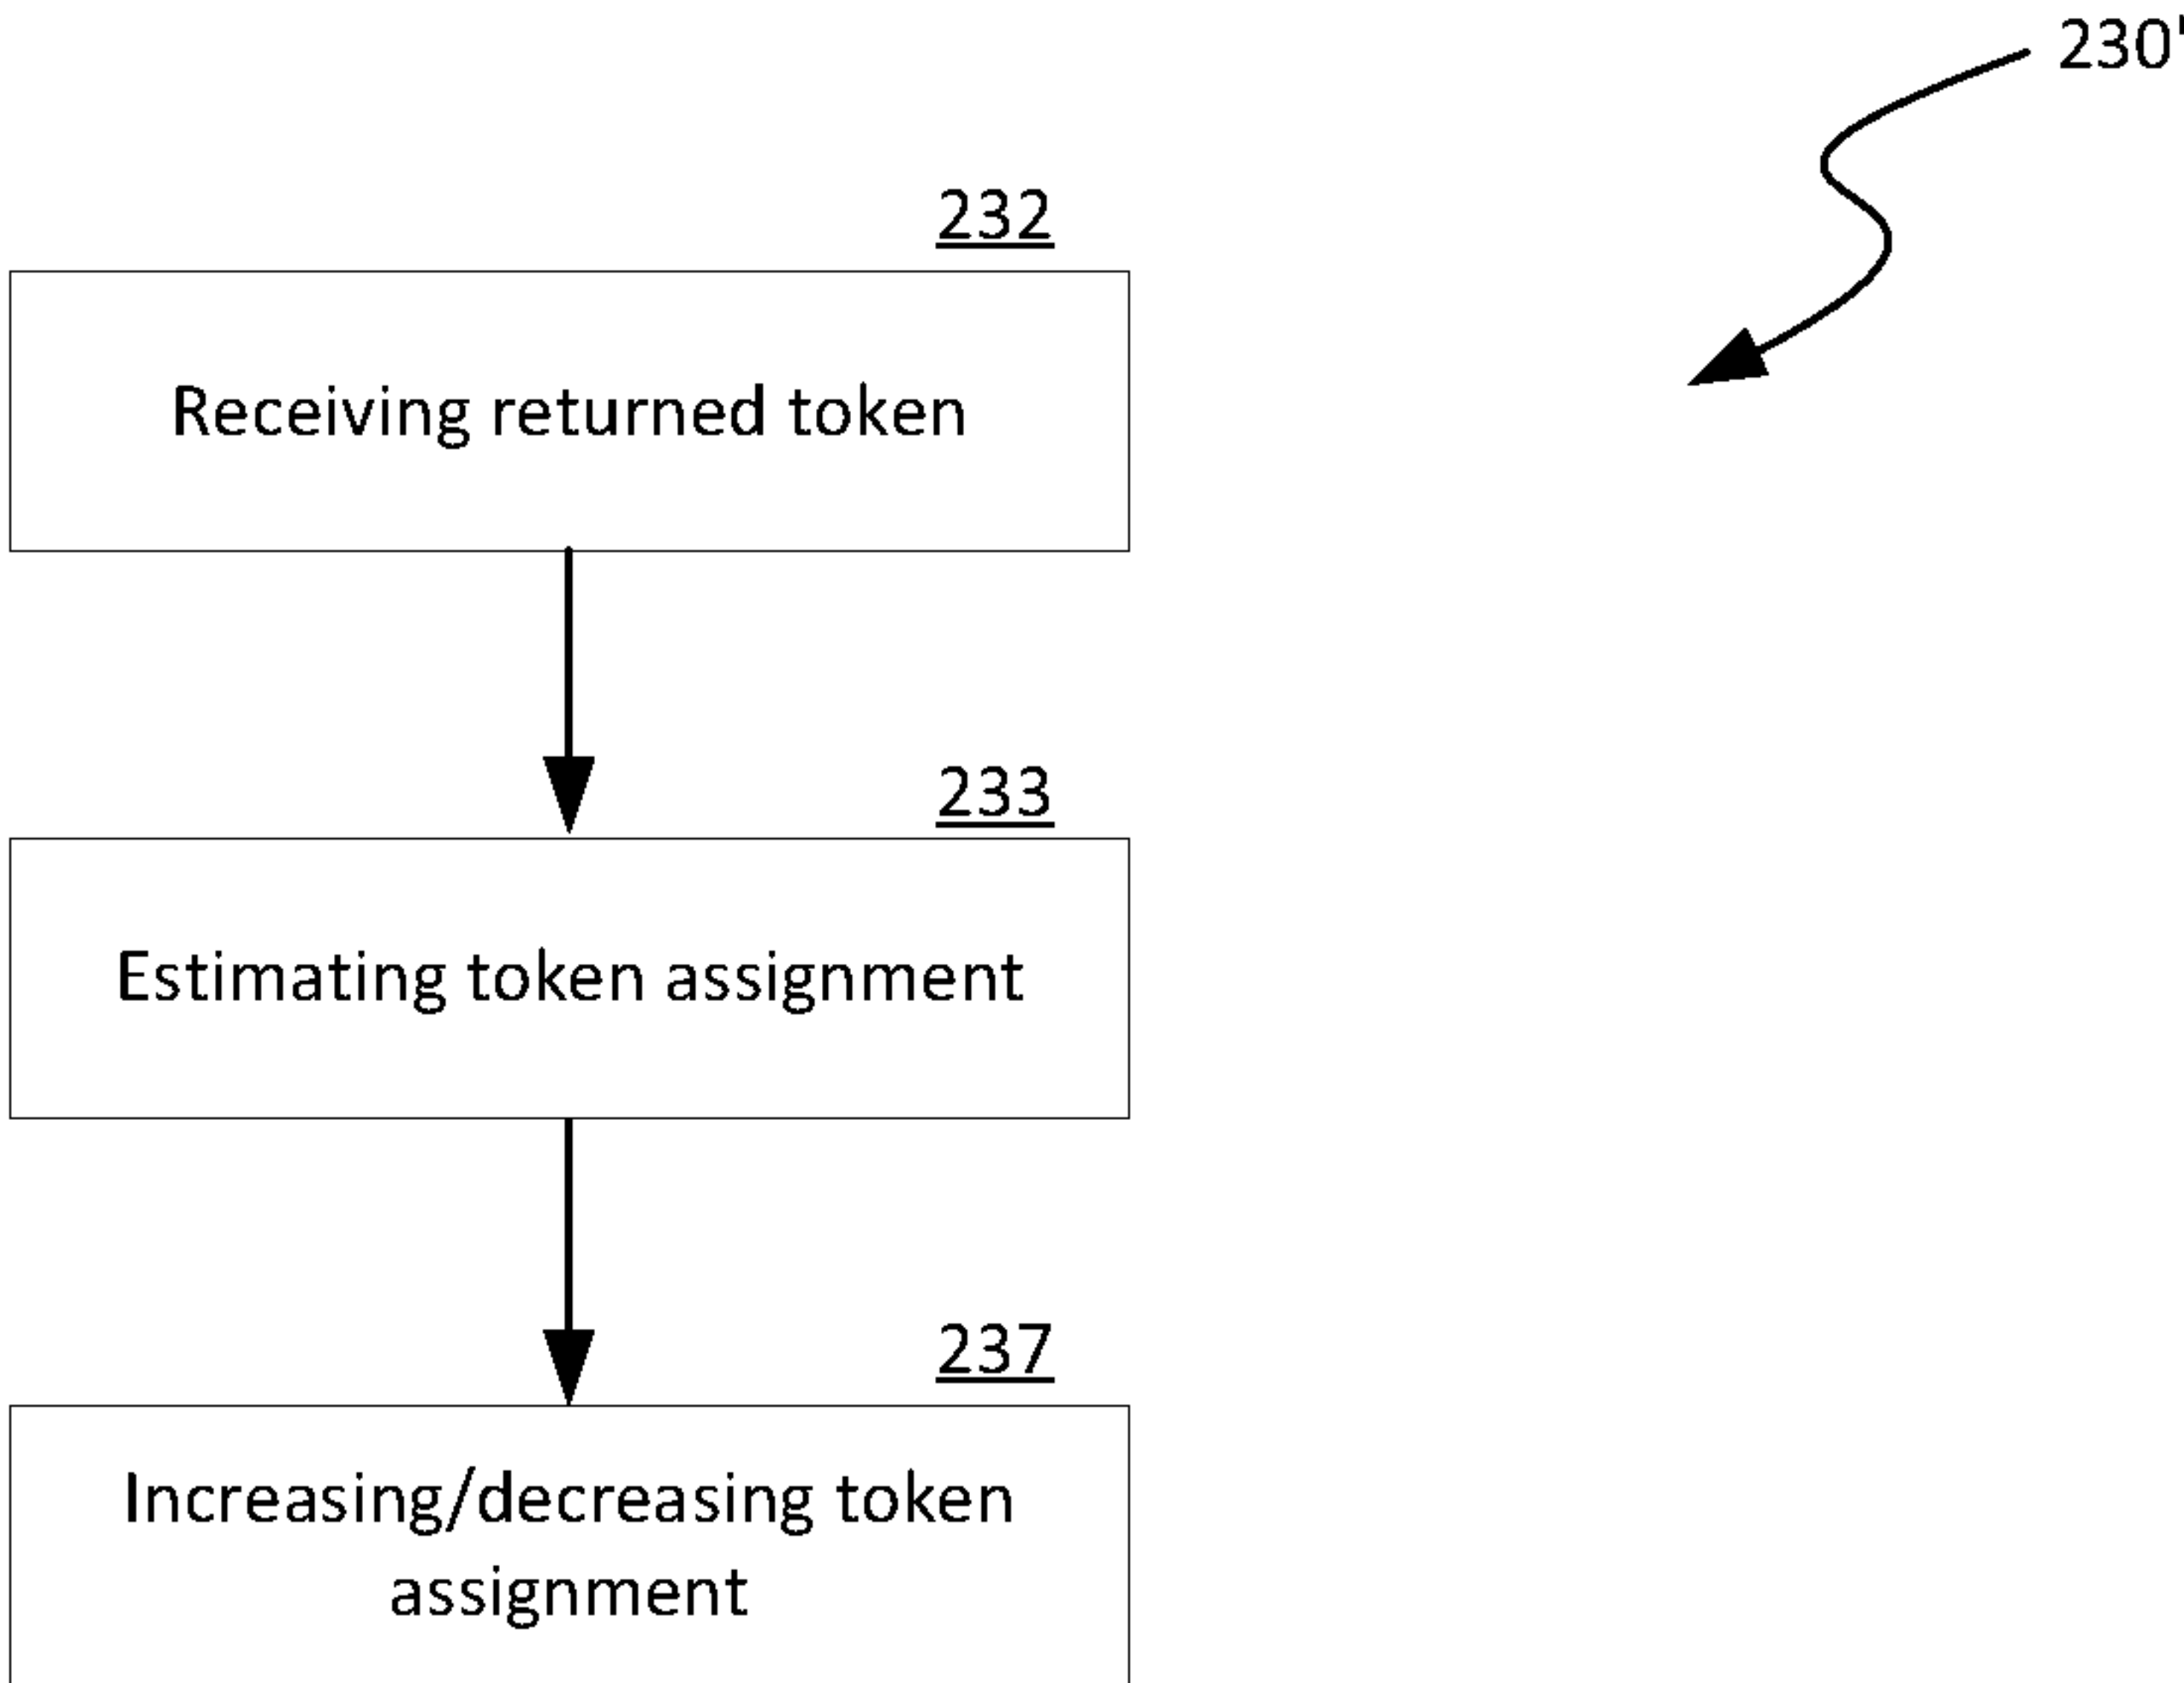 230'
232
Receiving returned token
233
Estimating token assignment
237
Increasing/decreasing token
assignment